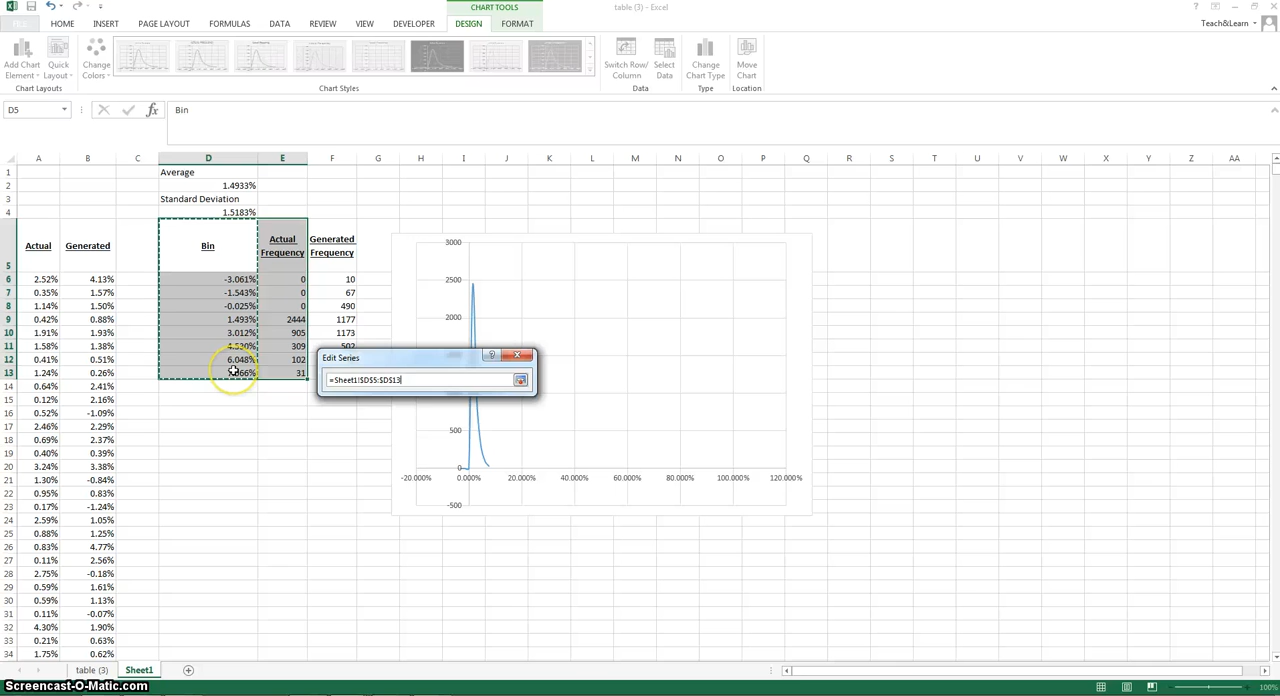 table (3) - Excel
CHART TOOLS
HOME INSERT PAGE LAYOUT FORMULAS DATA REVIEW VIEW DEVELOPER DESIGN FORMAT
Teach&Learn
Add Chart Element Quick Layout Change Colors Switch Row/ Column Select Data Change Chart Type Move Chart
Chart Layouts Chart Styles Data Type Location
D5 fx Bin
A B C D E F G H I J K L M N O P Q R S T U V W X Y Z AA
1 Average
2 1.4933%
3 Standard Deviation
4 1.5183%
5 Actual Generated Bin Actual Frequency Generated Frequency
6 2.52% 4.13% -3.061% 0 10
7 0.35% 1.57% -1.543% 0 67
8 1.14% 1.50% -0.025% 0 490
9 0.42% 0.88% 1.493% 2444 1177
10 1.91% 1.93% 3.012% 905 1173
11 1.58% 1.38% 4.530% 309 502
12 0.41% 0.51% 6.048% 102
13 1.24% 0.26% 31
14 0.64% 2.41%
15 0.52% 2.16%
16 0.52% -1.09%
17 2.46% 2.29%
18 0.69% 2.37%
19 0.40% 0.39%
20 3.24% 3.38%
21 1.30% -0.84%
22 0.95% 0.83%
23 0.17% -1.24%
24 2.59% 1.05%
25 0.88% 1.25%
26 0.83% 4.77%
27 0.11% 2.56%
28 2.75% -0.18%
29 0.59% 1.61%
30 0.59% 1.13%
31 0.11% -0.07%
32 4.30% 1.90%
33 0.21% 0.63%
34 1.75% 0.62%
3000
2500
2000
500
0
-500
-20.000% 0.000% 20.000% 40.000% 60.000% 80.000% 100.000% 120.000%
Edit Series
=Sheet1!$D$5:$D$13
table (3) Sheet1
100%
Screencast-O-Matic.com